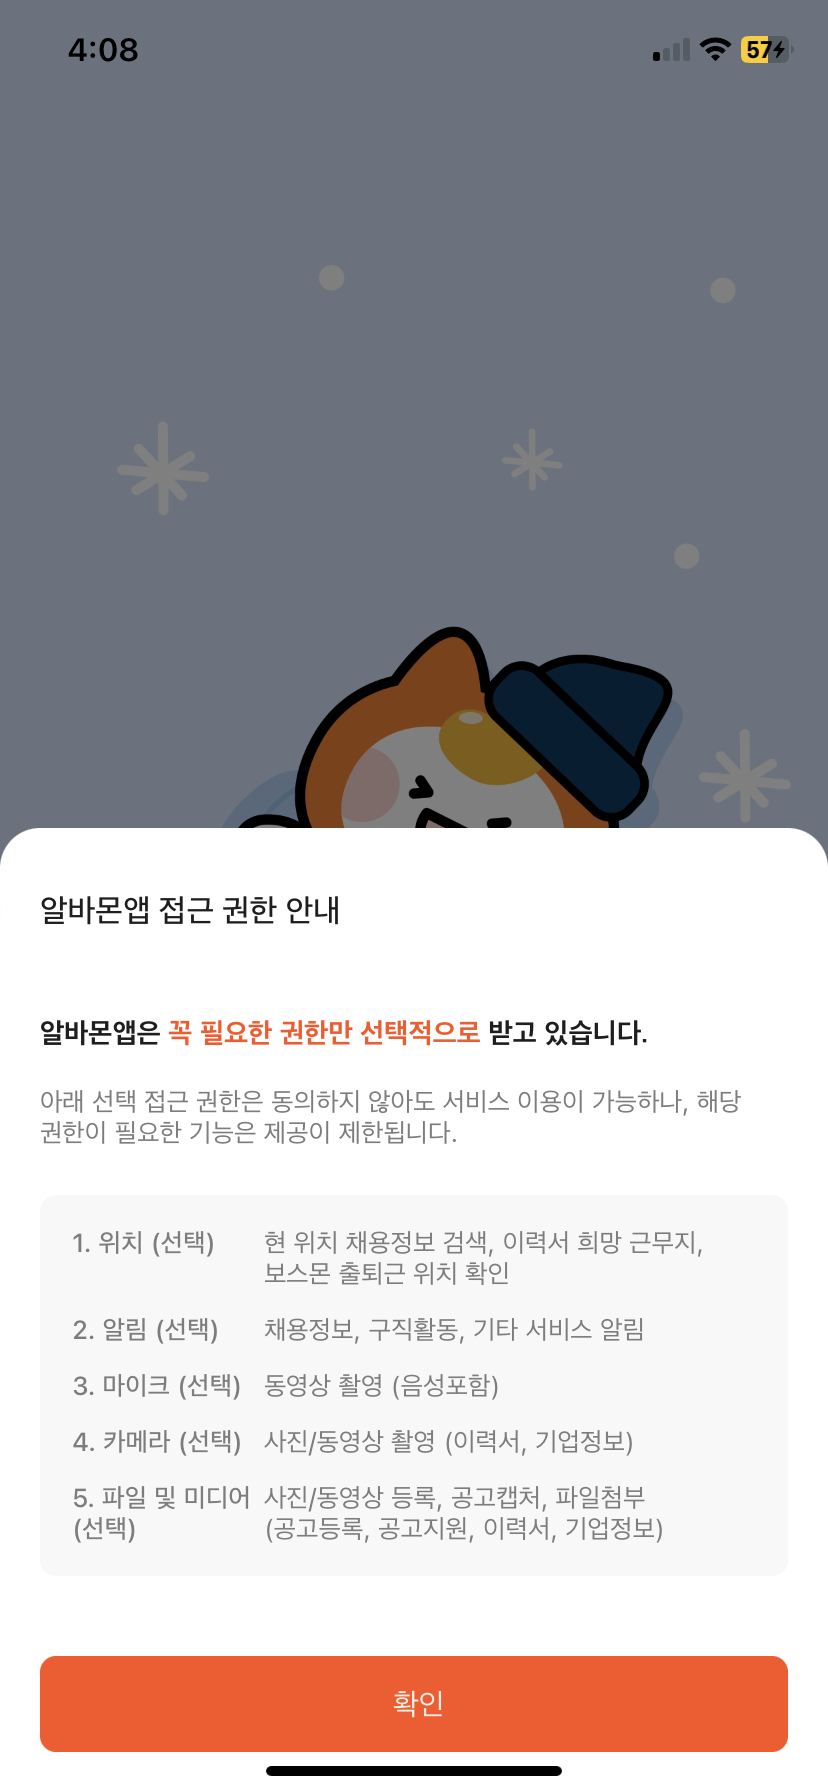 4:08
57
알바몬앱 접근 권한 안내
알바몬앱은 꼭 필요한 권한만 선택적으로 받고 있습니다.
아래 선택 접근 권한은 동의하지 않아도 서비스 이용이 가능하나, 해당
권한이 필요한 기능은 제공이 제한됩니다.
1. 위치 (선택) 현 위치 채용정보 검색, 이력서 희망 근무지,
보스몬 출퇴근 위치 확인
2. 알림 (선택) 채용정보, 구직활동, 기타 서비스 알림
3. 마이크 (선택) 동영상 촬영 (음성포함)
4. 카메라 (선택) 사진/동영상 촬영 (이력서, 기업정보)
5. 파일 및 미디어 사진/동영상 등록, 공고캡처, 파일첨부
(선택) (공고등록, 공고지원, 이력서, 기업정보)
확인